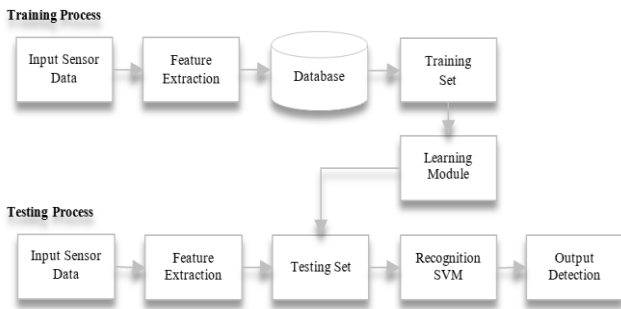 Training Process
Input Sensor
Data
Feature
Extraction
Database
Training
Set
Learning
Module
Testing Process
Input Sensor
Data
Feature
Extraction
Testing Set
Recognition
SVM
Output
Detection